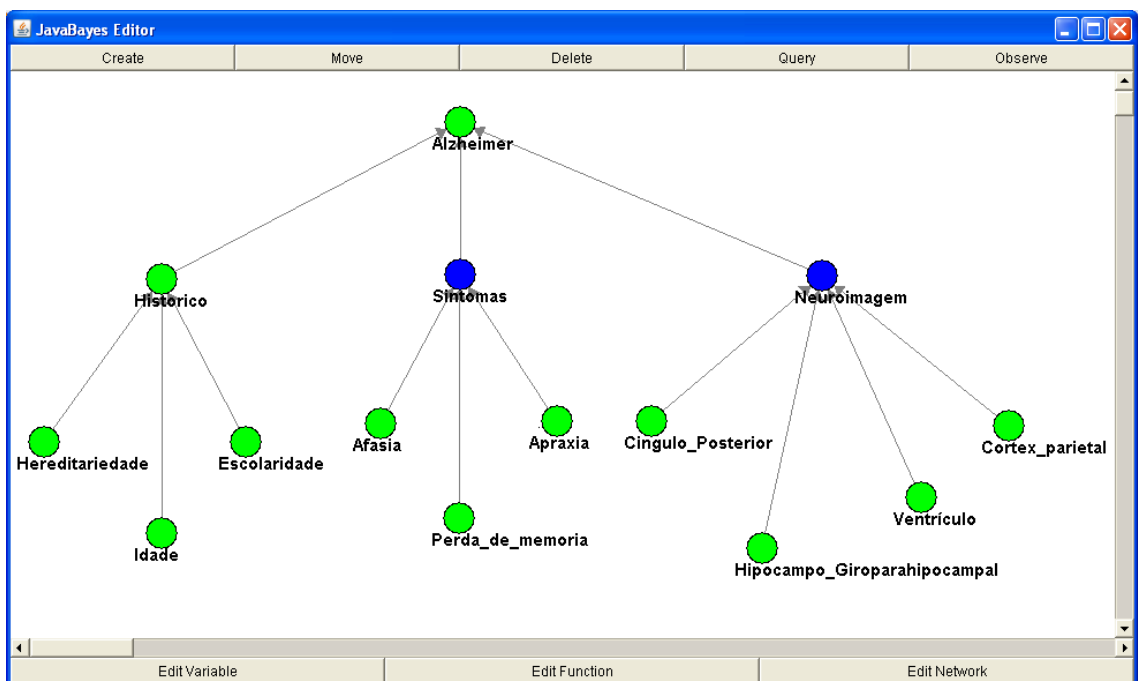 JavaBayes Editor
Create Move Delete Query Observe
Alzheimer
Histórico Sintomas Neuroimagem
Afasia Apraxia Cingulo_Posterior Cortex_parietal
Hereditariedade Escolaridade
Ventrículo
Perda_de_memoria
Idade
Hipocampo_Giroparahipocampal
Edit Variable Edit Function Edit Network